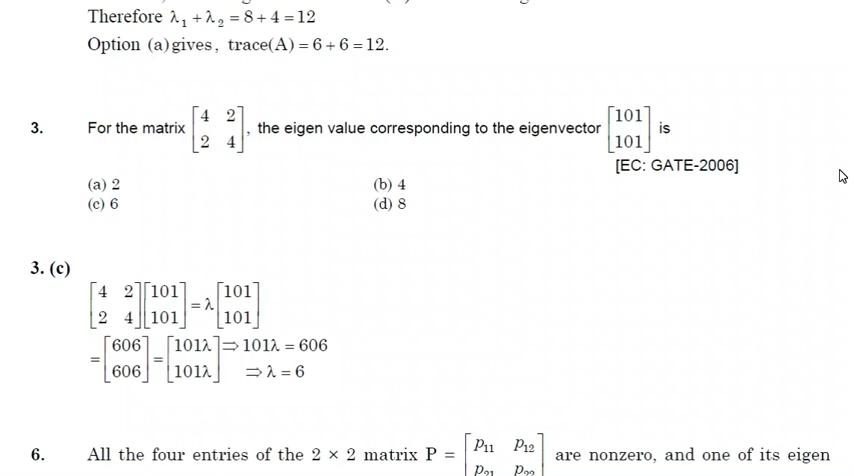 Therefore λ₁ + λ₂ = 8 + 4 = 12
Option (a) gives, trace(A) = 6 + 6 = 12.
3. For the matrix [4 2; 2 4], the eigen value corresponding to the eigenvector [101; 101] is
[EC: GATE-2006]
(a) 2 (b) 4
(c) 6 (d) 8
3. (c)
[4 2; 2 4] [101; 101] = λ [101; 101]
= [606; 606] = [101λ; 101λ] ⇒ 101λ = 606
⇒ λ = 6
6. All the four entries of the 2 × 2 matrix P = [p₁₁ p₁₂; p₂₁ p₂₂] are nonzero, and one of its eigen